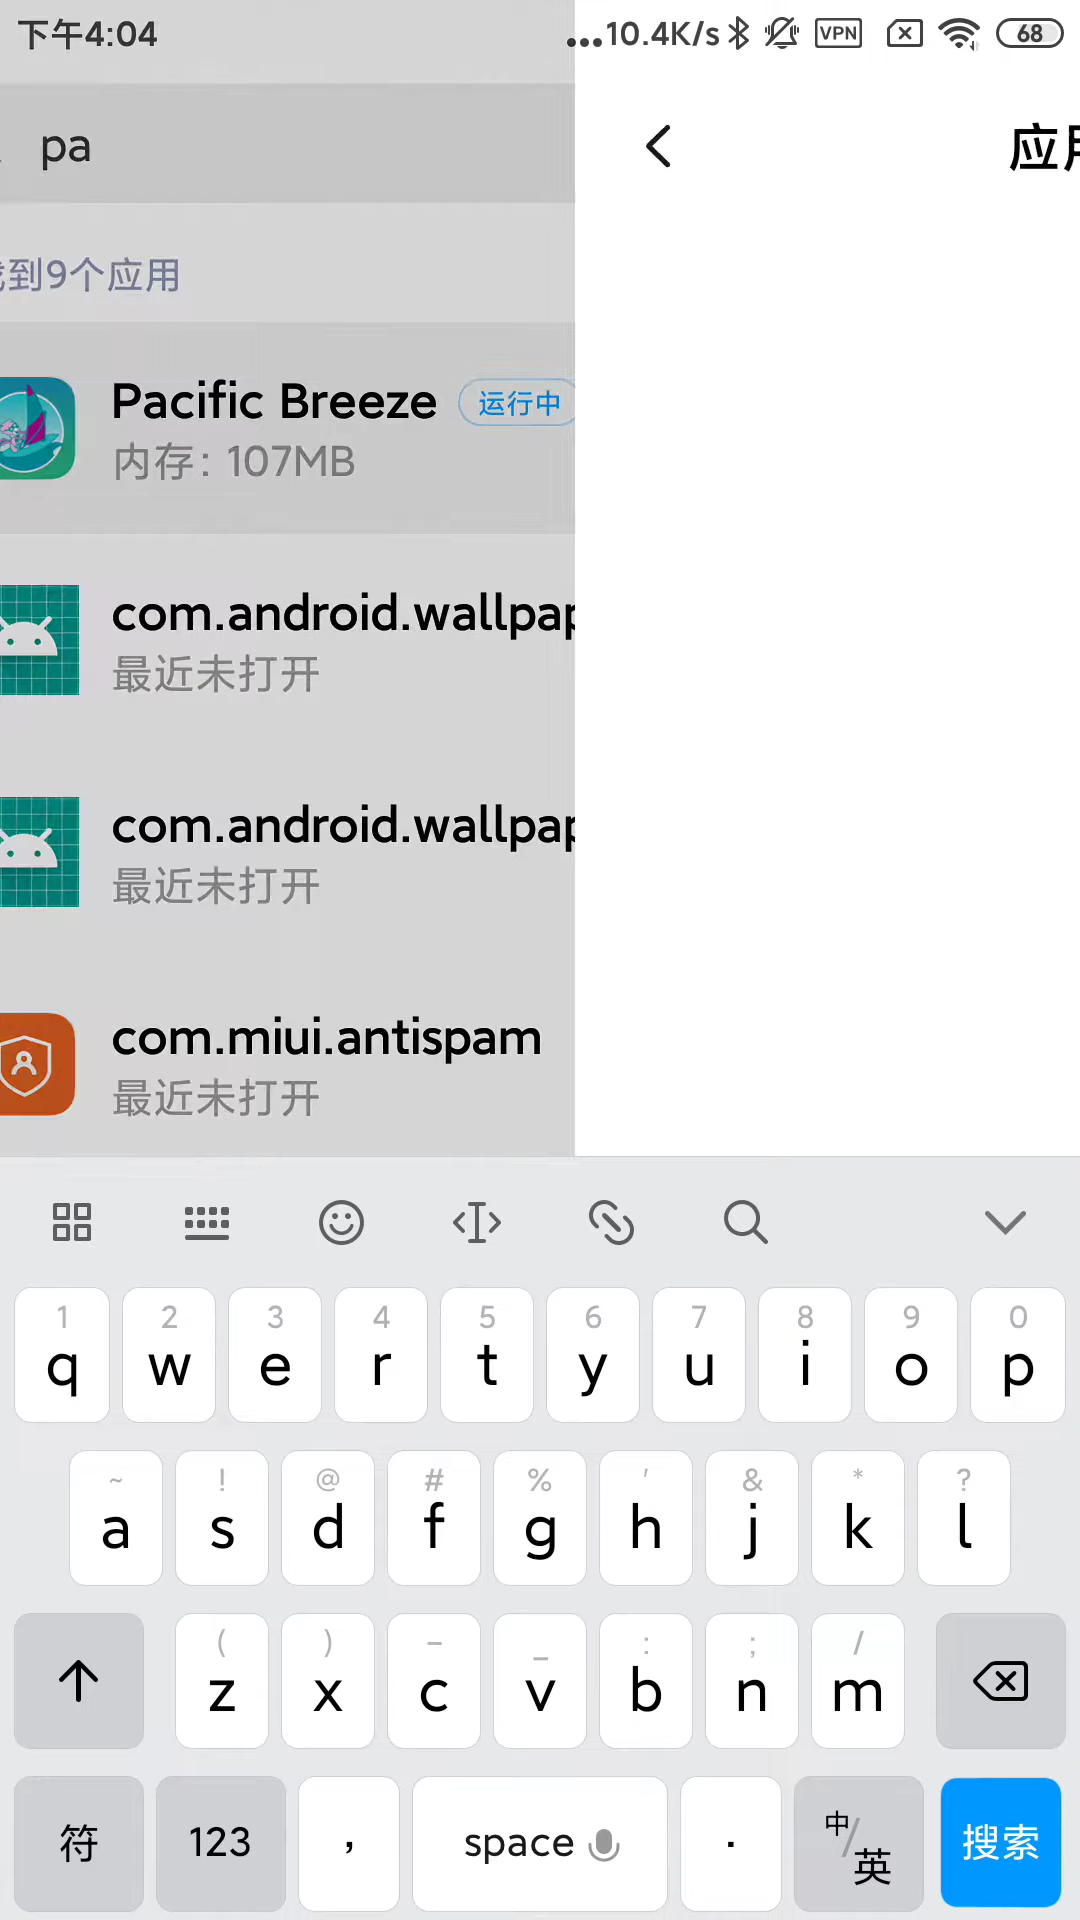 下午4:04
...10.4K/s VPN 68
pa
应用
找到9个应用
Pacific Breeze 运行中
内存：107MB
com.android.wallpap
最近未打开
com.android.wallpap
最近未打开
com.miui.antispam
最近未打开
1 2 3 4 5 6 7 8 9 0
q w e r t y u i o p
~ ! @ # % ' & * ?
a s d f g h j k l
( ) – _ : ; /
z x c v b n m
符 123 , space . 中/英 搜索